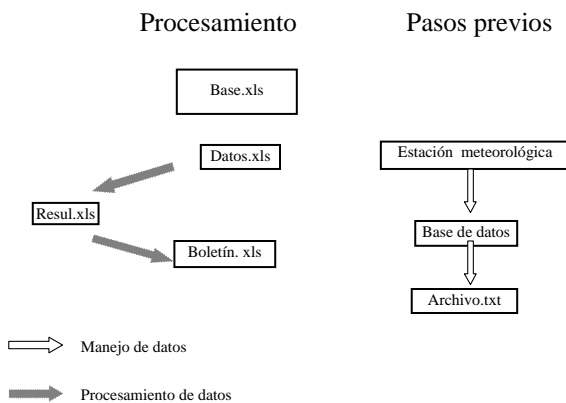 Procesamiento
Pasos previos
Base.xls
Datos.xls
Estación meteorológica
Resul.xls
Base de datos
Boletín. xls
Archivo.txt
Manejo de datos
Procesamiento de datos